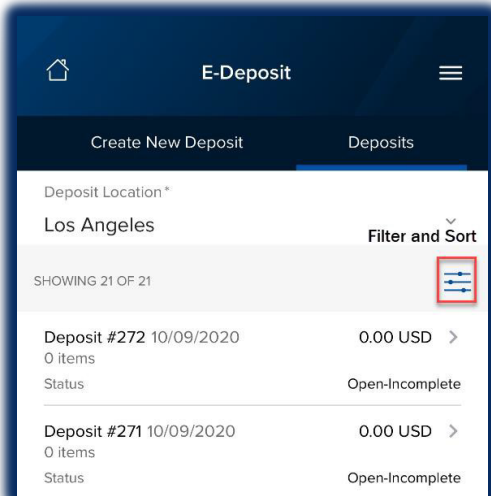 E-Deposit
Create New Deposit Deposits
Deposit Location*
Los Angeles
Filter and Sort
SHOWING 21 OF 21
Deposit #272 10/09/2020 0.00 USD
0 items
Status Open-Incomplete
Deposit #271 10/09/2020 0.00 USD
0 items
Status Open-Incomplete